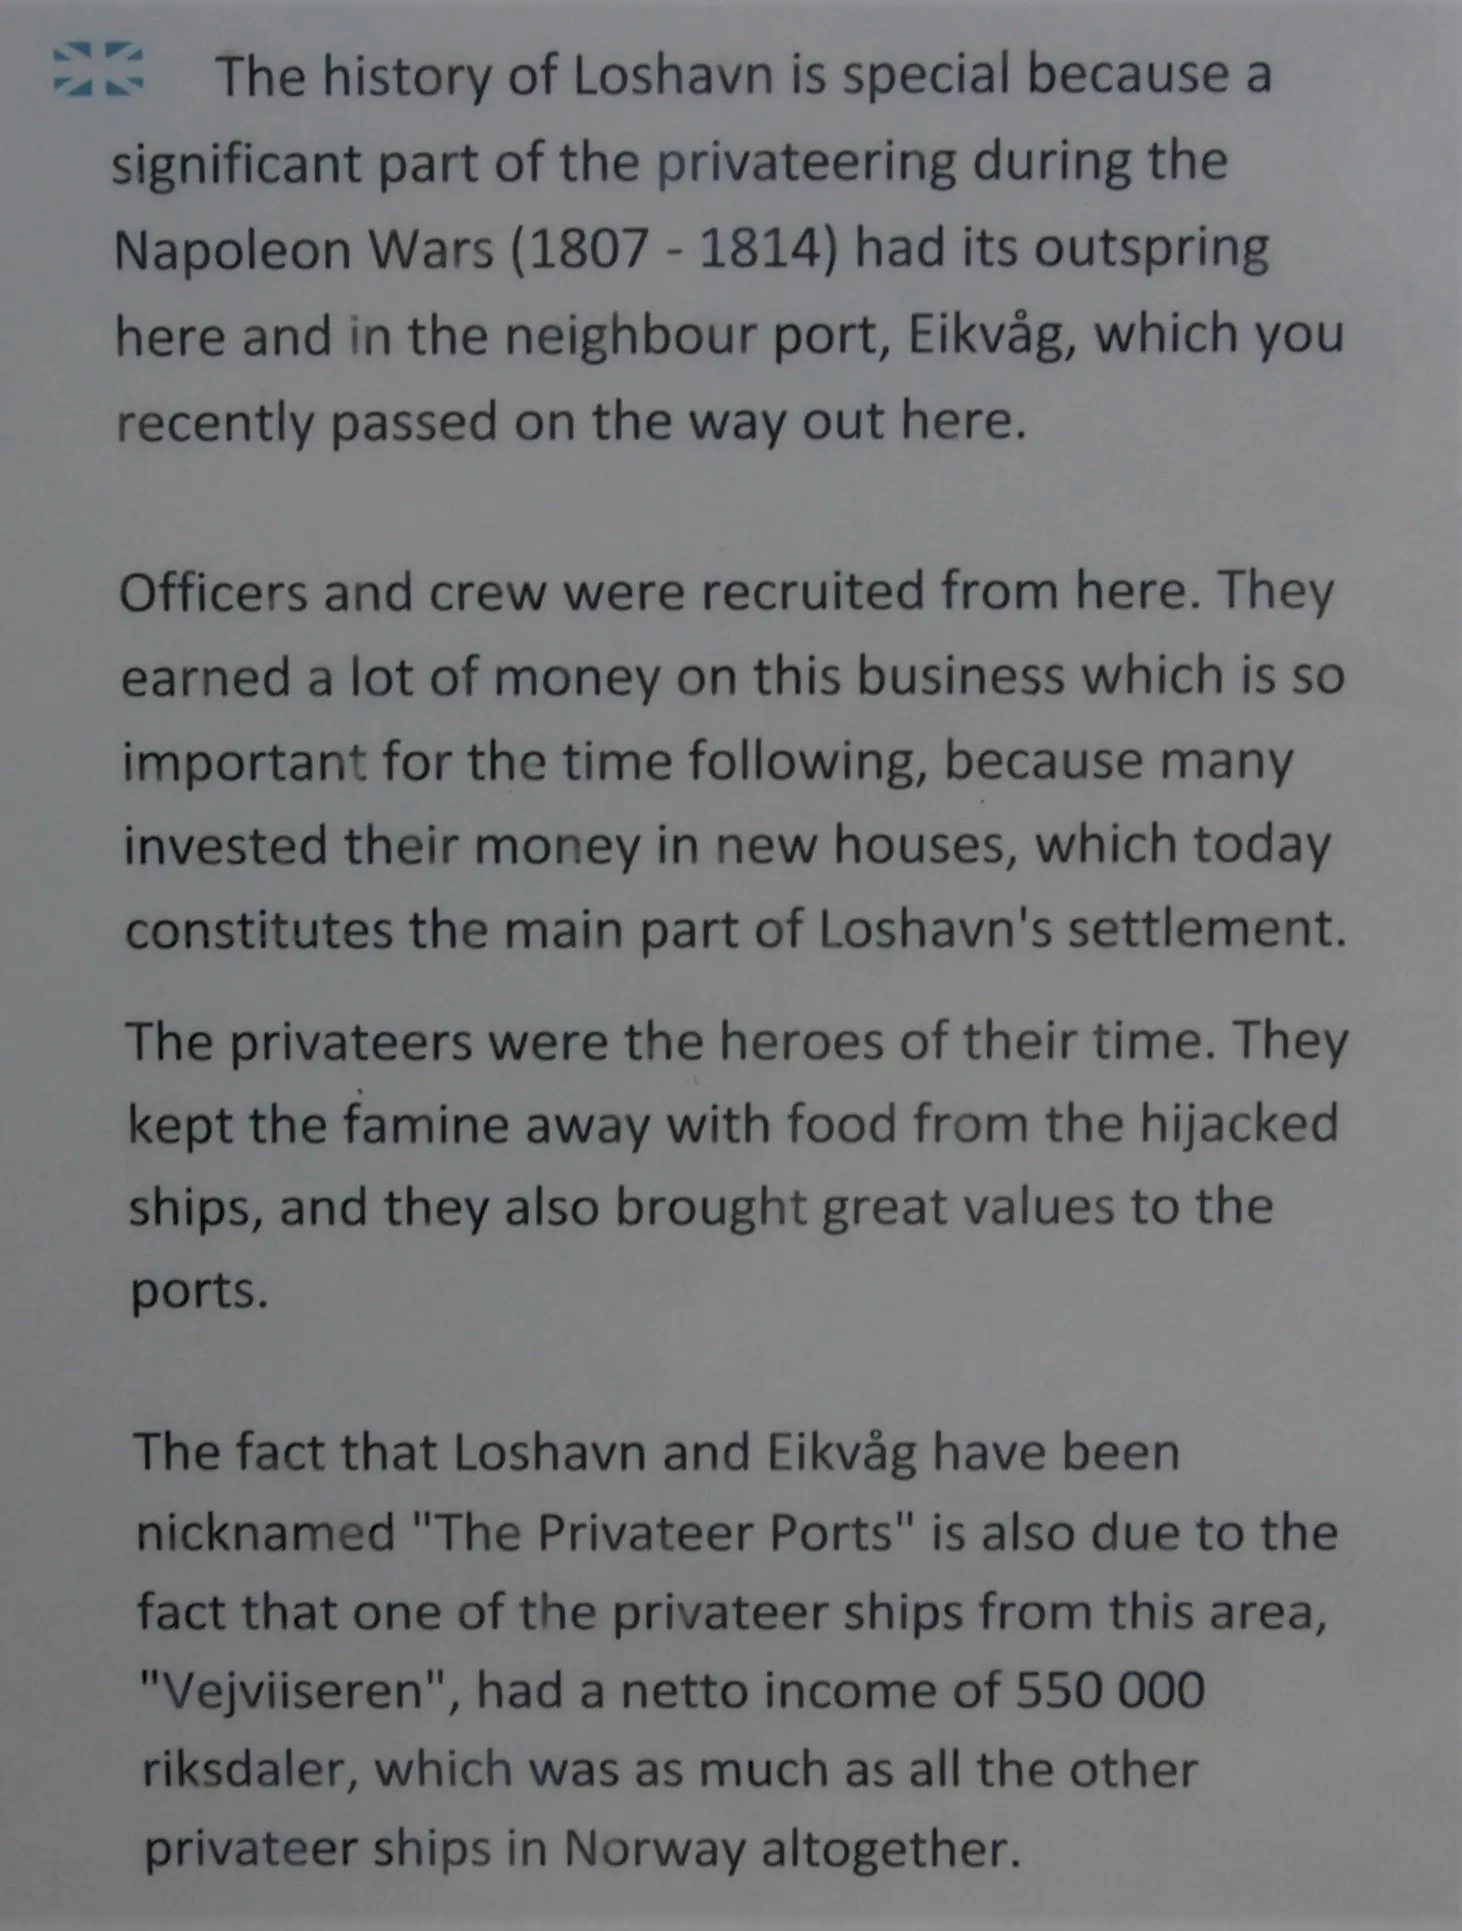 The history of Loshavn is special because a
significant part of the privateering during the
Napoleon Wars (1807 - 1814) had its outspring
here and in the neighbour port, Eikvåg, which you
recently passed on the way out here.
Officers and crew were recruited from here. They
earned a lot of money on this business which is so
important for the time following, because many
invested their money in new houses, which today
constitutes the main part of Loshavn's settlement.
The privateers were the heroes of their time. They
kept the famine away with food from the hijacked
ships, and they also brought great values to the
ports.
The fact that Loshavn and Eikvåg have been
nicknamed "The Privateer Ports" is also due to the
fact that one of the privateer ships from this area,
"Vejviiseren", had a netto income of 550 000
riksdaler, which was as much as all the other
privateer ships in Norway altogether.